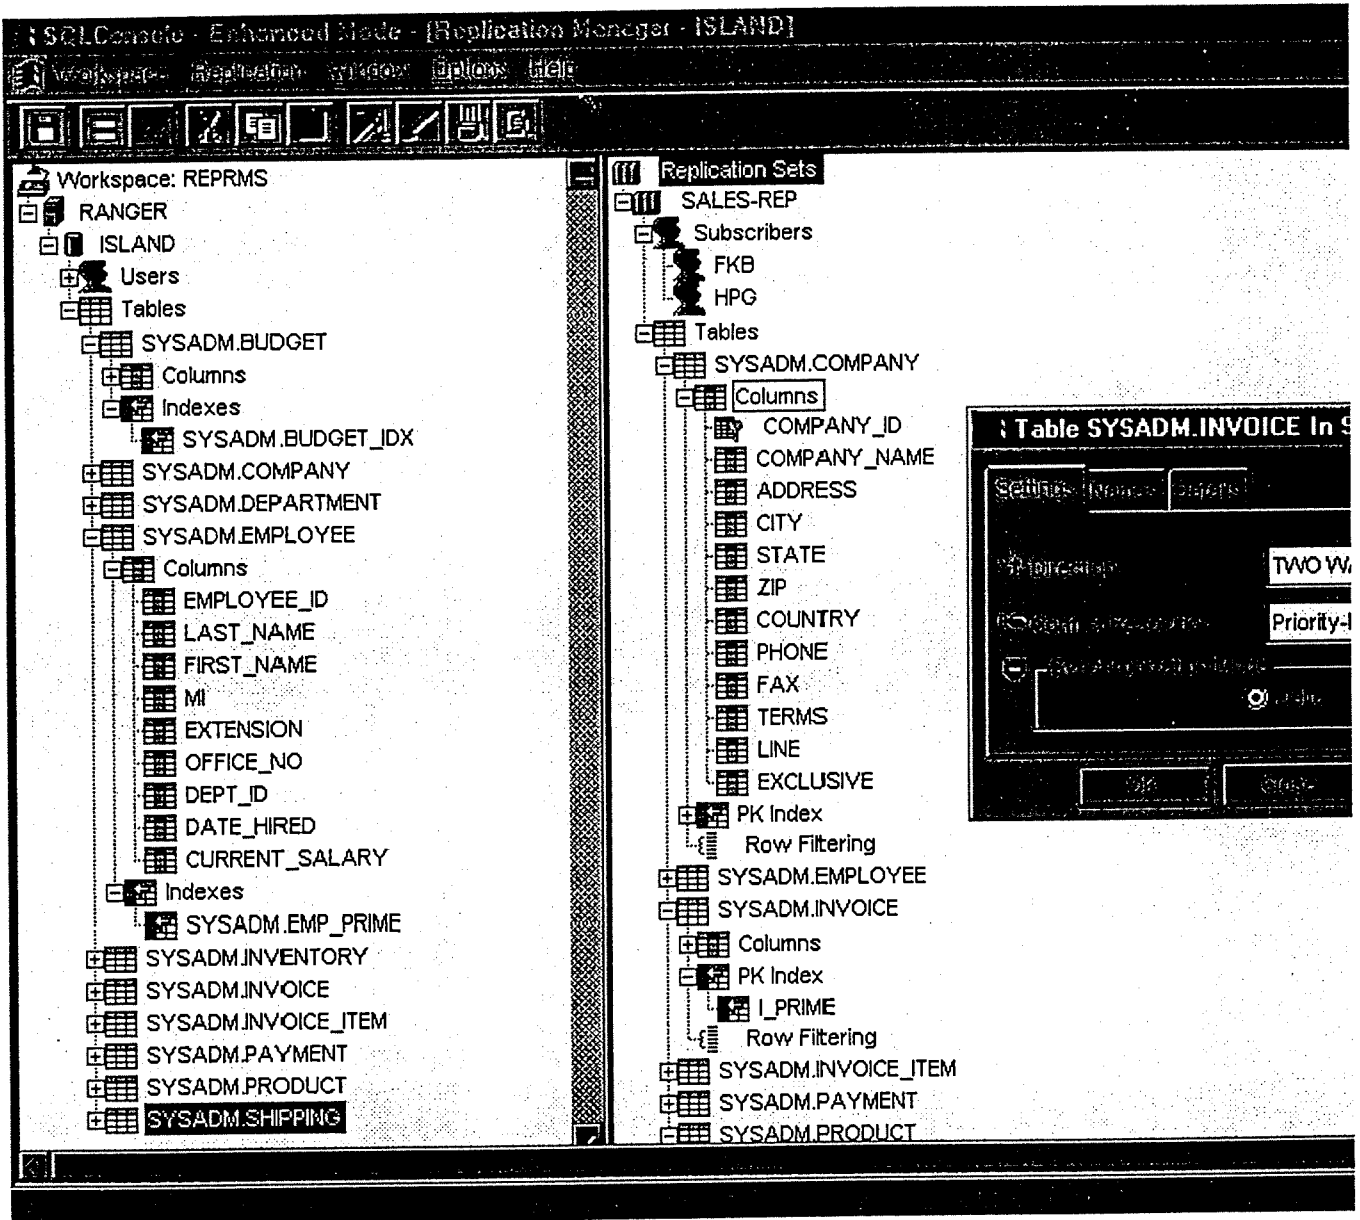 SQLConsole - Enhanced Mode - [Replication Manager - ISLAND]
Workspace Replication Window Options Help
Workspace: REPRMS
RANGER
ISLAND
Users
Tables
SYSADM.BUDGET
Columns
Indexes
SYSADM.BUDGET_IDX
SYSADM.COMPANY
SYSADM.DEPARTMENT
SYSADM.EMPLOYEE
Columns
EMPLOYEE_ID
LAST_NAME
FIRST_NAME
MI
EXTENSION
OFFICE_NO
DEPT_ID
DATE_HIRED
CURRENT_SALARY
Indexes
SYSADM.EMP_PRIME
SYSADM.INVENTORY
SYSADM.INVOICE
SYSADM.INVOICE_ITEM
SYSADM.PAYMENT
SYSADM.PRODUCT
SYSADM.SHIPPING
Replication Sets
SALES-REP
Subscribers
FKB
HPG
Tables
SYSADM.COMPANY
Columns
COMPANY_ID
COMPANY_NAME
ADDRESS
CITY
STATE
ZIP
COUNTRY
PHONE
FAX
TERMS
LINE
EXCLUSIVE
PK Index
Row Filtering
SYSADM.EMPLOYEE
SYSADM.INVOICE
Columns
PK Index
I_PRIME
Row Filtering
SYSADM.INVOICE_ITEM
SYSADM.PAYMENT
SYSADM.PRODUCT
Table SYSADM.INVOICE In S
Settings
TWO WA
Priority-
OK